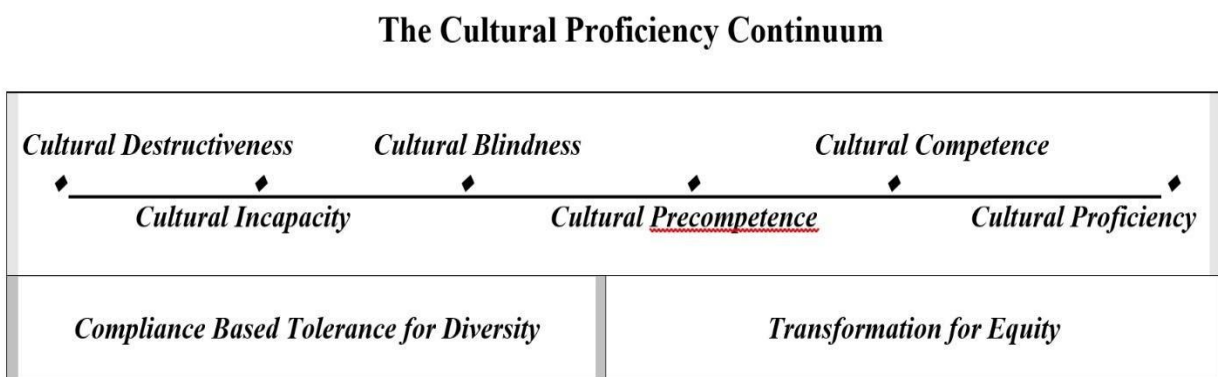 The Cultural Proficiency Continuum
Cultural Destructiveness Cultural Blindness Cultural Competence
Cultural Incapacity Cultural Precompetence Cultural Proficiency
Compliance Based Tolerance for Diversity Transformation for Equity